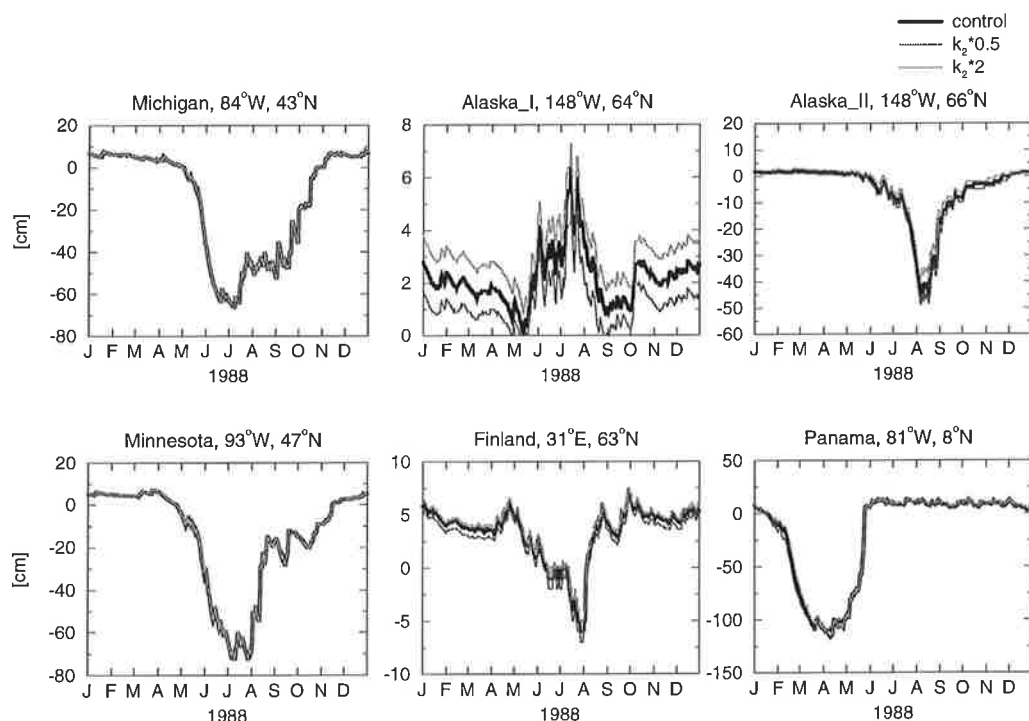 control
k₂*0.5
k₂*2
Michigan, 84°W, 43°N
Alaska_I, 148°W, 64°N
Alaska_II, 148°W, 66°N
20
0
-20
-40
-60
-80
[cm]
J F M A M J J A S O N D
1988
8
6
4
2
0
J F M A M J J A S O N D
1988
20
10
0
-10
-20
-30
-40
-50
-60
J F M A M J J A S O N D
1988
Minnesota, 93°W, 47°N
Finland, 31°E, 63°N
Panama, 81°W, 8°N
20
0
-20
-40
-60
-80
[cm]
J F M A M J J A S O N D
1988
10
5
0
-5
-10
J F M A M J J A S O N D
1988
50
0
-50
-100
-150
J F M A M J J A S O N D
1988